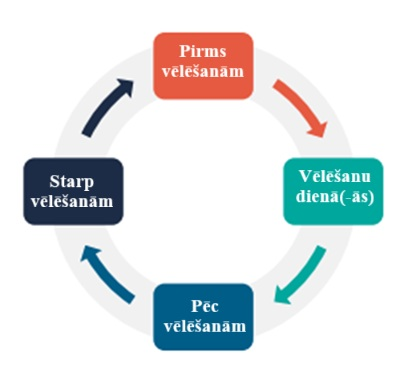 Pirms
vēlēšanām
Vēlēšanu
dienā(-ās)
Pēc
vēlēšanām
Starp
vēlēšanām